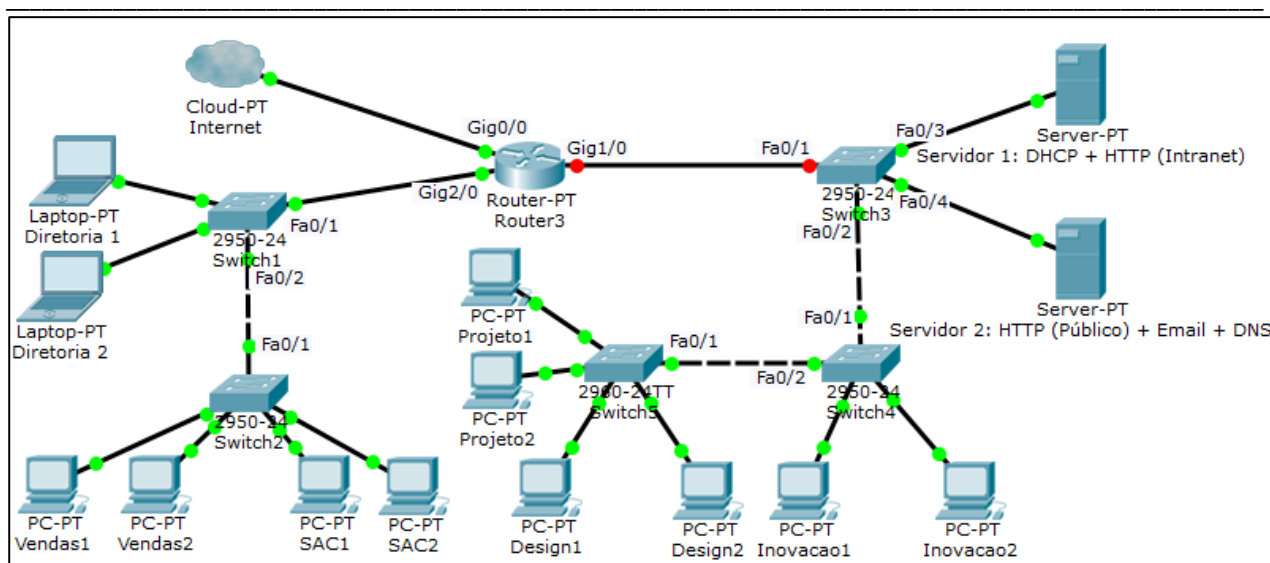 Cloud-PT
Internet
Gig0/0
Gig1/0
Gig2/0
Router-PT
Router3
Fa0/1
Fa0/3
Fa0/4
Fa0/2
2950-24
Switch3
Server-PT
Servidor 1: DHCP + HTTP (Intranet)
Server-PT
Servidor 2: HTTP (Público) + Email + DNS
Laptop-PT
Diretoria 1
Laptop-PT
Diretoria 2
Fa0/1
2950-24
Switch1
Fa0/2
Fa0/1
2950-24
Switch2
PC-PT
Vendas1
PC-PT
Vendas2
PC-PT
SAC1
PC-PT
SAC2
PC-PT
Projeto1
PC-PT
Projeto2
Fa0/1
2960-24TT
Switch5
Fa0/1
Fa0/2
2950-24
Switch4
PC-PT
Design1
PC-PT
Design2
PC-PT
Inovacao1
PC-PT
Inovacao2